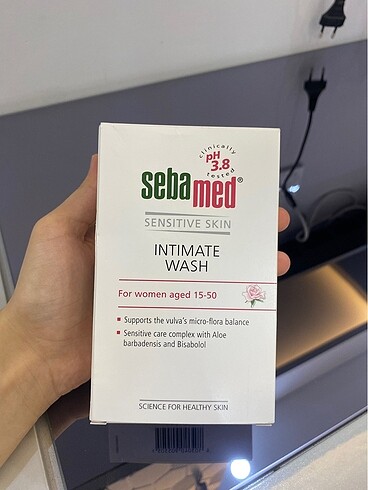 clinically
pH
3.8
tested
sebamed®
SENSITIVE SKIN
INTIMATE
WASH
For women aged 15-50
Supports the vulva's micro-flora balance
Sensitive care complex with Aloe
barbadensis and Bisabolol
SCIENCE FOR HEALTHY SKIN